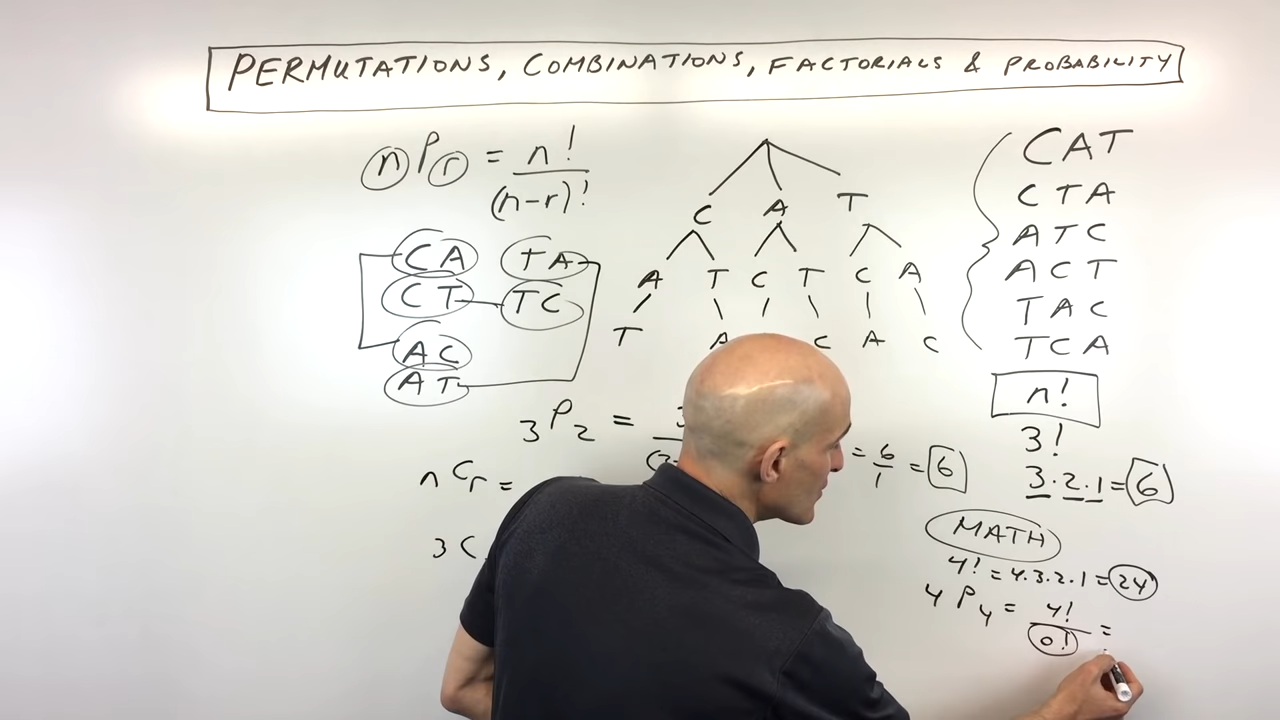 PERMUTATIONS, COMBINATIONS, FACTORIALS & PROBABILITY
nPr = n! / (n-r)!
CA TA
CT TC
AC
AT
C A T
A T C T C A
T A C A C
CAT
CTA
ATC
ACT
TAC
TCA
n!
3!
3·2·1=6
3P2 =
= 6/1 = 6
nCr =
3C
MATH
4! = 4·3·2·1 = 24
4P4 = 4!/0! =